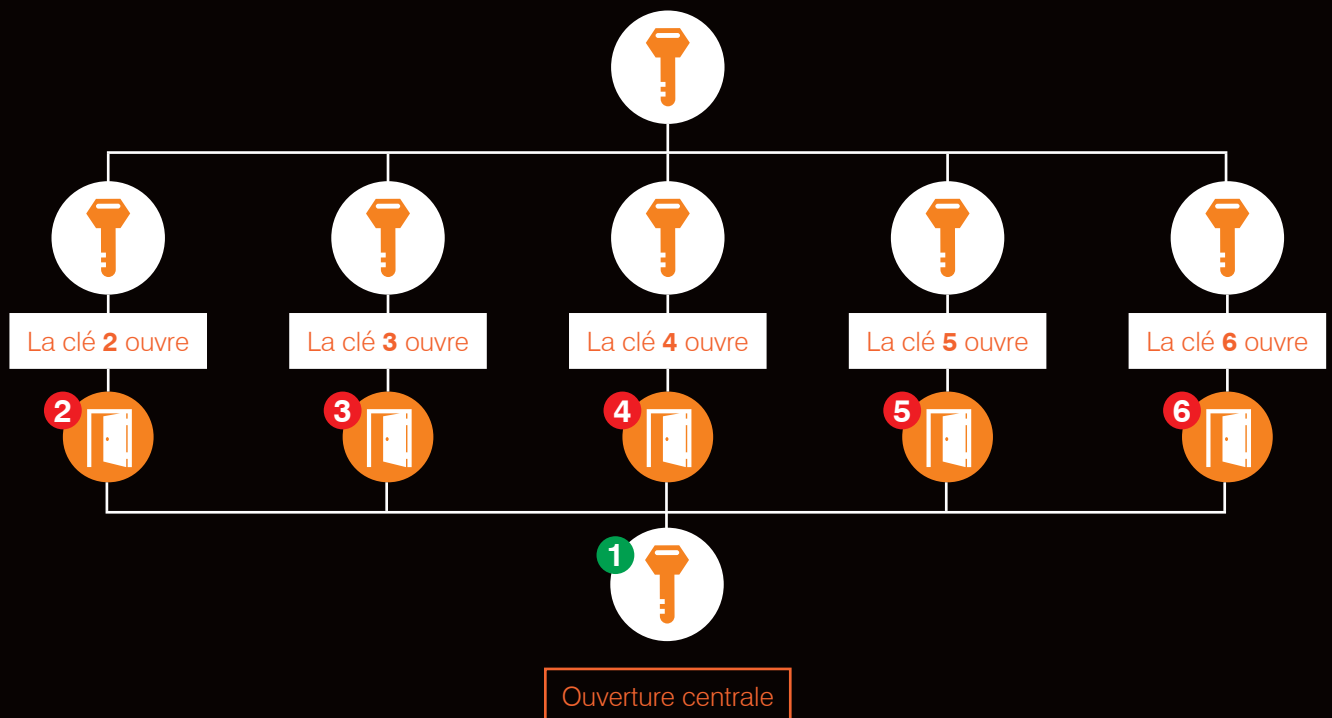 La clé 2 ouvre
La clé 3 ouvre
La clé 4 ouvre
La clé 5 ouvre
La clé 6 ouvre
2
3
4
5
6
1
Ouverture centrale